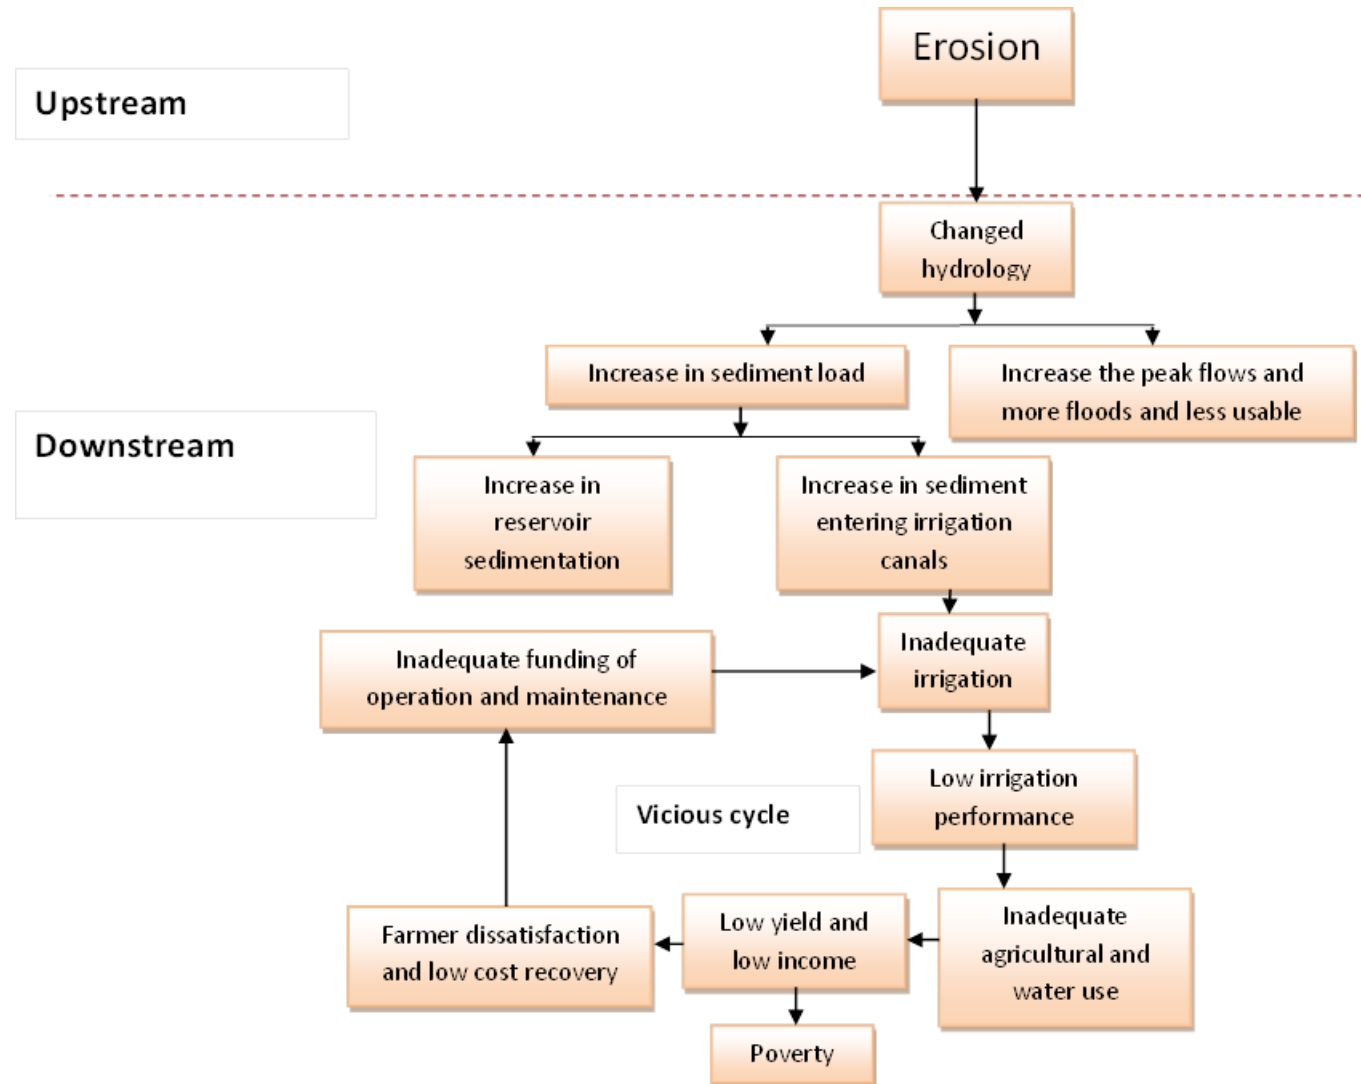 Erosion
Upstream
Changed
hydrology
Increase in sediment load
Increase the peak flows and
more floods and less usable
Downstream
Increase in
reservoir
sedimentation
Increase in sediment
entering irrigation
canals
Inadequate funding of
operation and maintenance
Inadequate
irrigation
Low irrigation
performance
Vicious cycle
Farmer dissatisfaction
and low cost recovery
Low yield and
low income
Inadequate
agricultural and
water use
Poverty